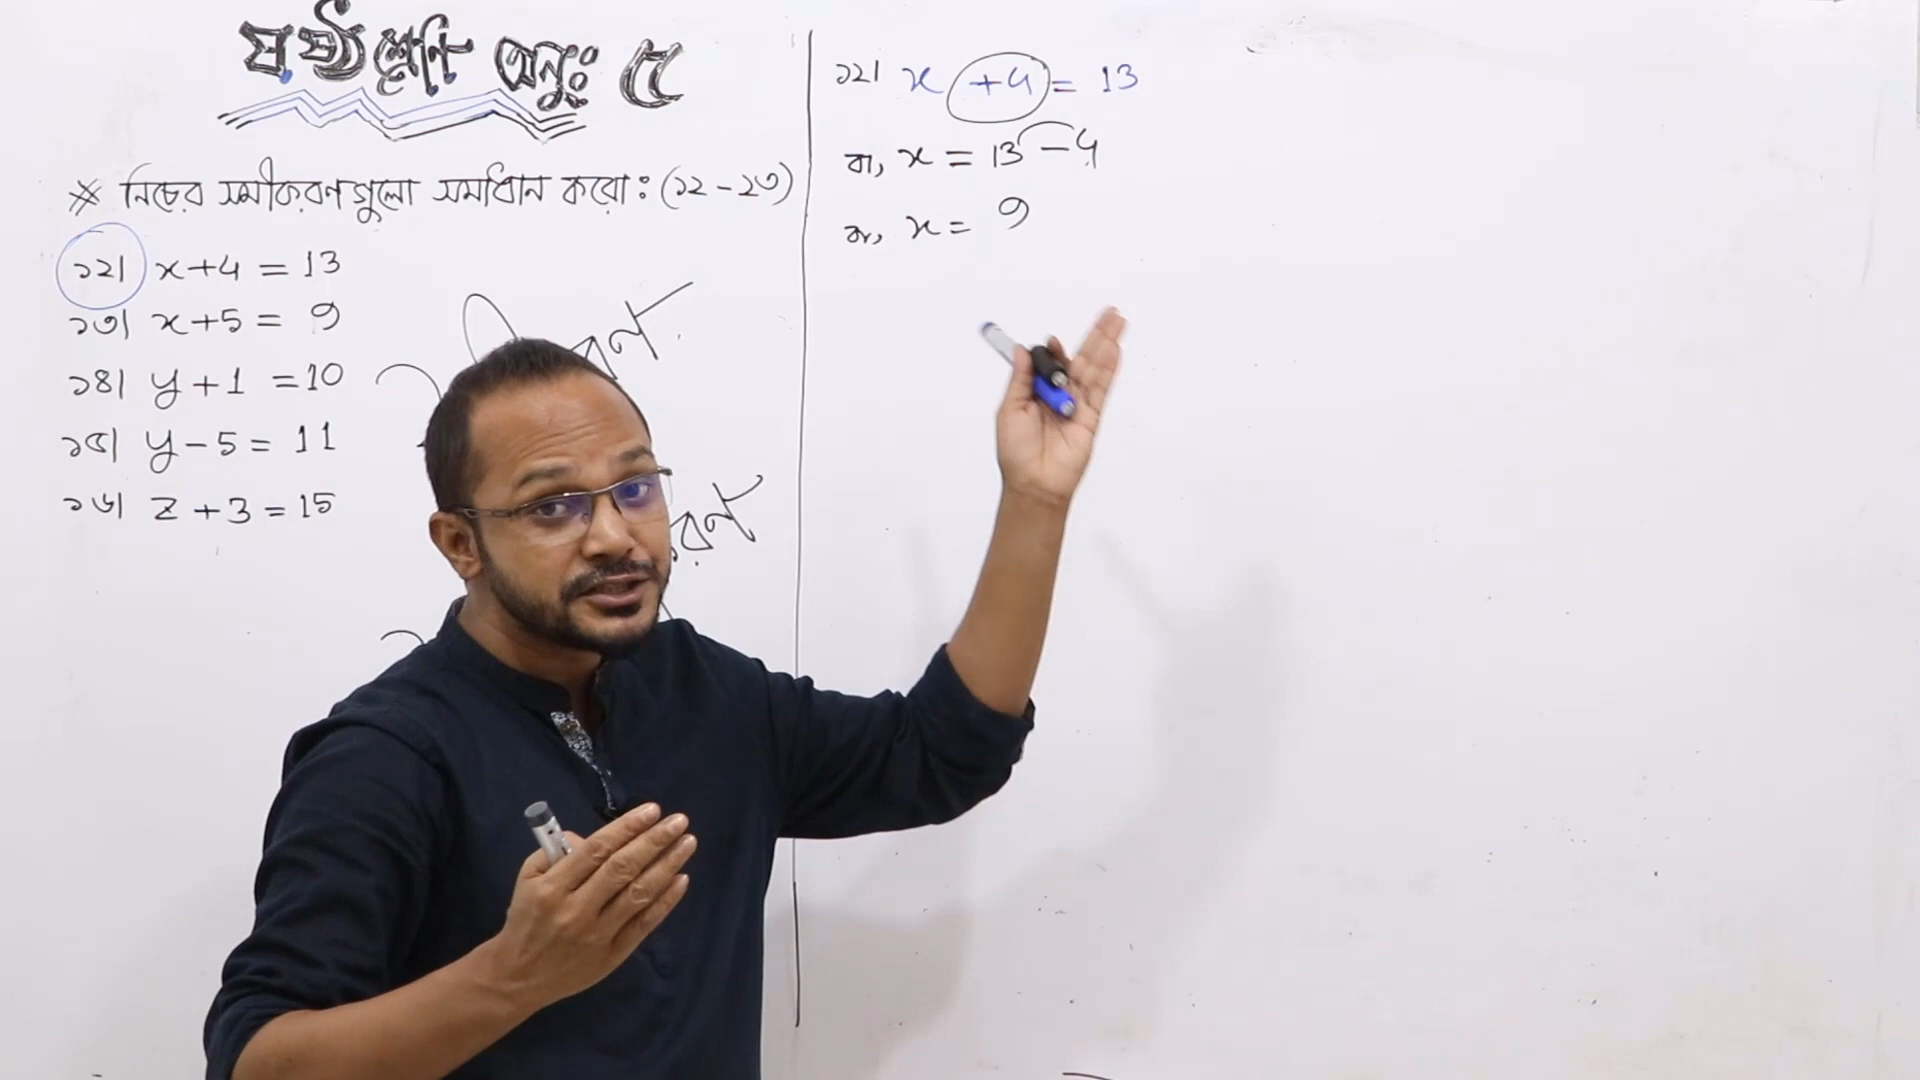 ষষ্ঠ শ্রেণি অনুঃ ৫
* নিচের সমীকরণগুলো সমাধান করো : (১২ - ২৩)
১২। x+4 = 13
১৩। x+5 = 9
১৪। y+1 = 10
১৫। y-5 = 11
১৬। z+3 = 15
১২। x +4 = 13
বা, x = 13 - 4
বা, x = 9